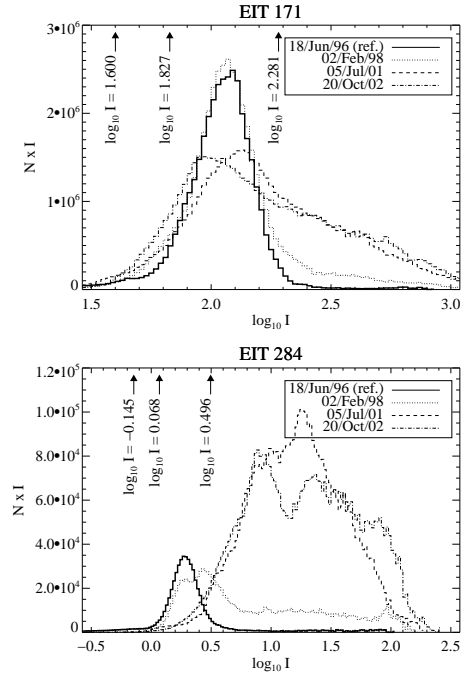 EIT 171
3•10⁶
2•10⁶
1•10⁶
0
N x I
log₁₀ I = 1.600
log₁₀ I = 1.827
log₁₀ I = 2.281
18/Jun/96 (ref.)
02/Feb/98
05/Jul/01
20/Oct/02
1.5 2.0 2.5 3.0
log₁₀ I
EIT 284
1.2•10⁵
1.0•10⁵
8.0•10⁴
6.0•10⁴
4.0•10⁴
2.0•10⁴
0
N x I
log₁₀ I = −0.145
log₁₀ I = 0.068
log₁₀ I = 0.496
18/Jun/96 (ref.)
02/Feb/98
05/Jul/01
20/Oct/02
−0.5 0.0 0.5 1.0 1.5 2.0 2.5
log₁₀ I